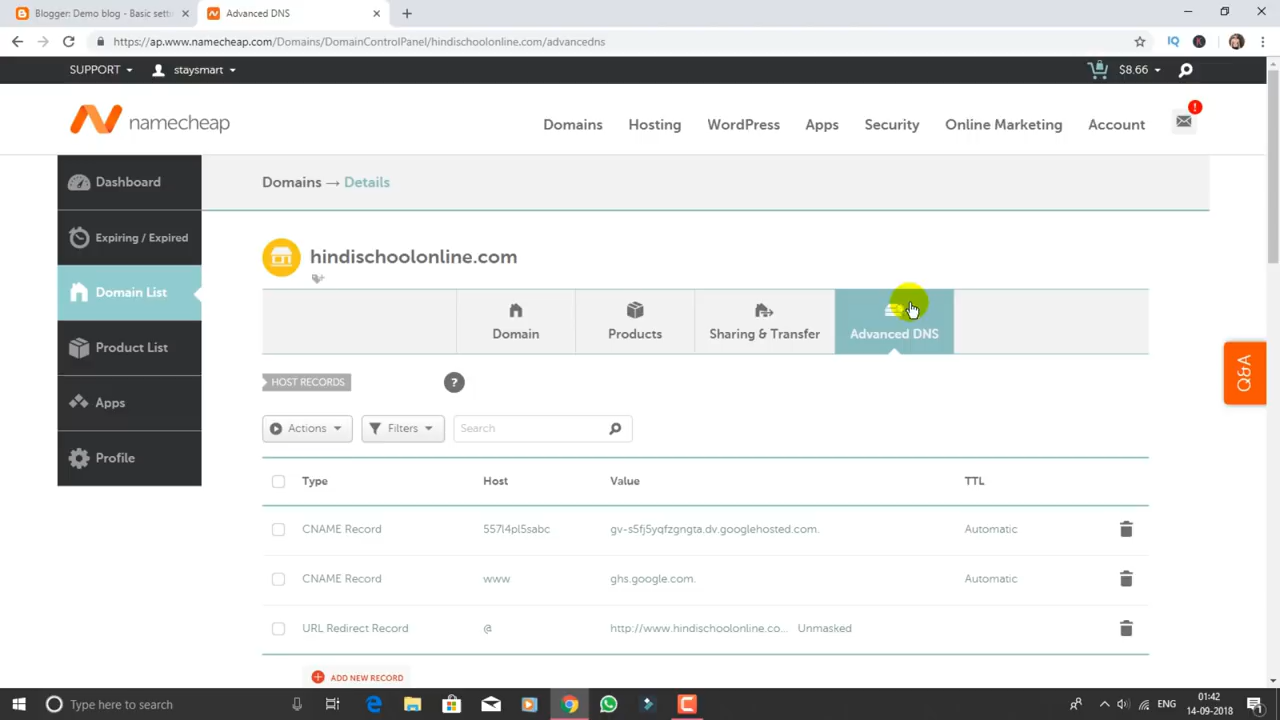 Blogger: Demo blog - Basic sett
Advanced DNS
https://ap.www.namecheap.com/Domains/DomainControlPanel/hindischoolonline.com/advancedns
IQ
K
SUPPORT
staysmart
$8.66
namecheap
Domains
Hosting
WordPress
Apps
Security
Online Marketing
Account
!
Dashboard
Expiring / Expired
Domain List
Product List
Apps
Profile
Domains → Details
hindischoolonline.com
Domain
Products
Sharing & Transfer
Advanced DNS
Q&A
HOST RECORDS
?
Actions
Filters
Search
Type Host Value TTL
CNAME Record 557l4pl5sabc gv-s5fj5yqfzgngta.dv.googlehosted.com. Automatic
CNAME Record www ghs.google.com. Automatic
URL Redirect Record @ http://www.hindischoolonline.co... Unmasked
ADD NEW RECORD
Type here to search
ENG
01:42
14-09-2018
1